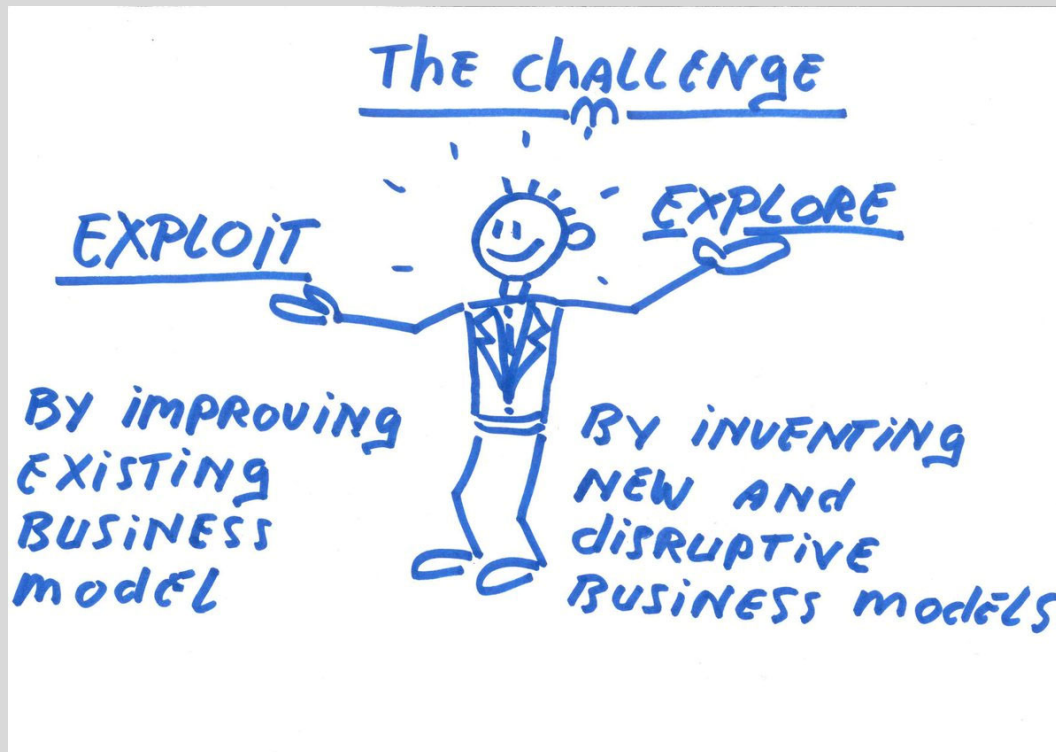 The challenge
EXPLOIT
EXPLORE
By improving
existing
business
model
By inventing
new and
disruptive
business models